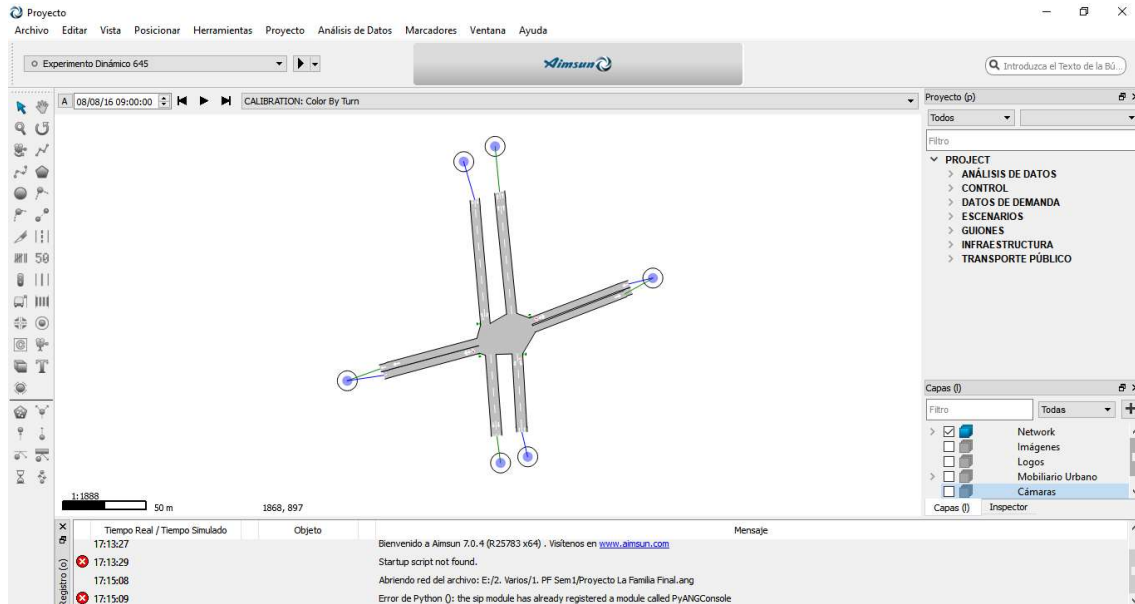 Proyecto
Archivo Editar Vista Posicionar Herramientas Proyecto Análisis de Datos Marcadores Ventana Ayuda
Experimento Dinámico 645
Aimsun
Introduzca el Texto de la Bú...
A 08/08/16 09:00:00 CALIBRATION: Color By Turn
Proyecto (p)
Todos
Filtro
PROJECT
ANÁLISIS DE DATOS
CONTROL
DATOS DE DEMANDA
ESCENARIOS
GUIONES
INFRAESTRUCTURA
TRANSPORTE PÚBLICO
50
Capas (l)
Filtro Todas
Network
Imágenes
Logos
Mobiliario Urbano
Cámaras
Capas (l) Inspector
1:1888
50 m 1868, 897
Registro (o)
Tiempo Real / Tiempo Simulado Objeto Mensaje
17:13:27 Bienvenido a Aimsun 7.0.4 (R25783 x64) . Visítenos en www.aimsun.com
17:13:29 Startup script not found.
17:15:08 Abriendo red del archivo: E:/2. Varios/1. PF Sem1/Proyecto La Familia Final.ang
17:15:09 Error de Python (): the sip module has already registered a module called PyANGConsole